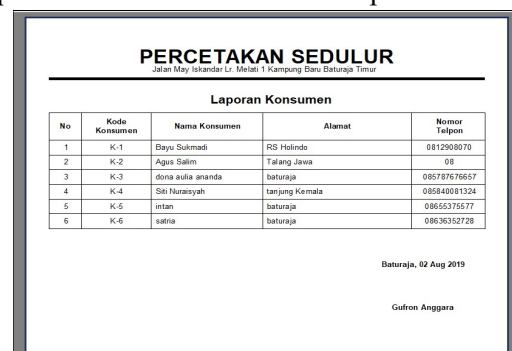 PERCETAKAN SEDULUR
Jalan May Iskandar Lr. Melati 1 Kampung Baru Baturaja Timur
Laporan Konsumen
No Kode Konsumen Nama Konsumen Alamat Nomor Telpon
1 K-1 Bayu Sukmadi RS Holindo 0812908070
2 K-2 Agus Salim Talang Jawa 08
3 K-3 dona aulia ananda baturaja 085787676657
4 K-4 Siti Nuraisyah tanjung Kemala 085840081324
5 K-5 intan baturaja 08655375577
6 K-6 satria baturaja 08636352728
Baturaja, 02 Aug 2019
Gufron Anggara